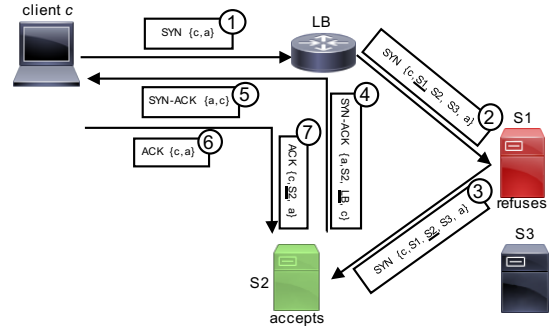 client c
LB
SYN {c,a}
1
SYN {c, S1, S2, S3, a}
2
S1
refuses
SYN-ACK {a,c}
5
SYN-ACK {a,S2, LB, c}
4
ACK {c,a}
6
ACK {c,S2, a}
7
SYN {c,S1, S2, S3, a}
3
S3
S2
accepts